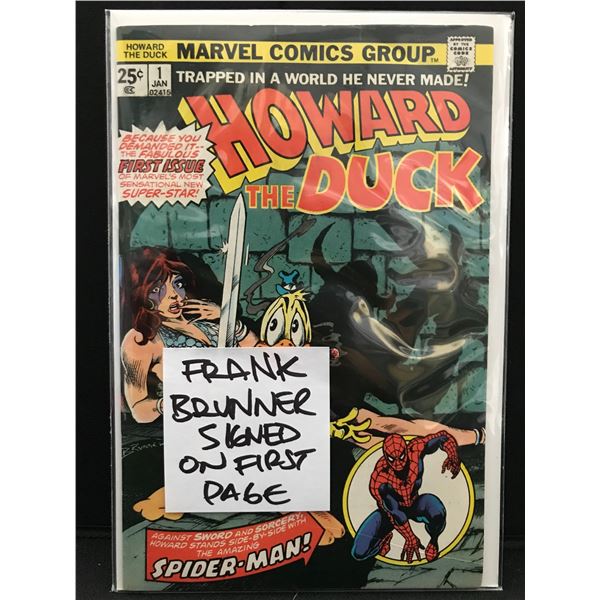 HOWARD
THE DUCK
MARVEL COMICS GROUP™
APPROVED
BY THE
COMICS
CODE
AUTHORITY
25¢
1
JAN
02415
TRAPPED IN A WORLD HE NEVER MADE!
HOWARD
THE DUCK
BECAUSE YOU
DEMANDED IT--
THE FABULOUS
FIRST ISSUE
OF MARVEL'S MOST
SENSATIONAL NEW
SUPER-STAR!
FRANK
BRUNNER
SIGNED
ON FIRST
PAGE
AGAINST SWORD AND SORCERY,
HOWARD STANDS SIDE-BY-SIDE WITH
THE AMAZING
SPIDER-MAN!